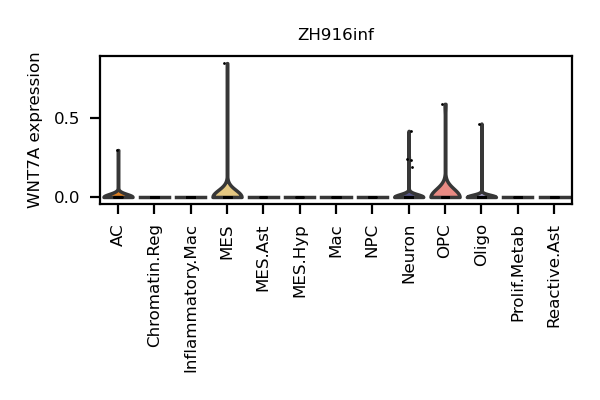 ZH916inf
WNT7A expression
0.5
0.0
AC
Chromatin.Reg
Inflammatory.Mac
MES
MES.Ast
MES.Hyp
Mac
NPC
Neuron
OPC
Oligo
Prolif.Metab
Reactive.Ast